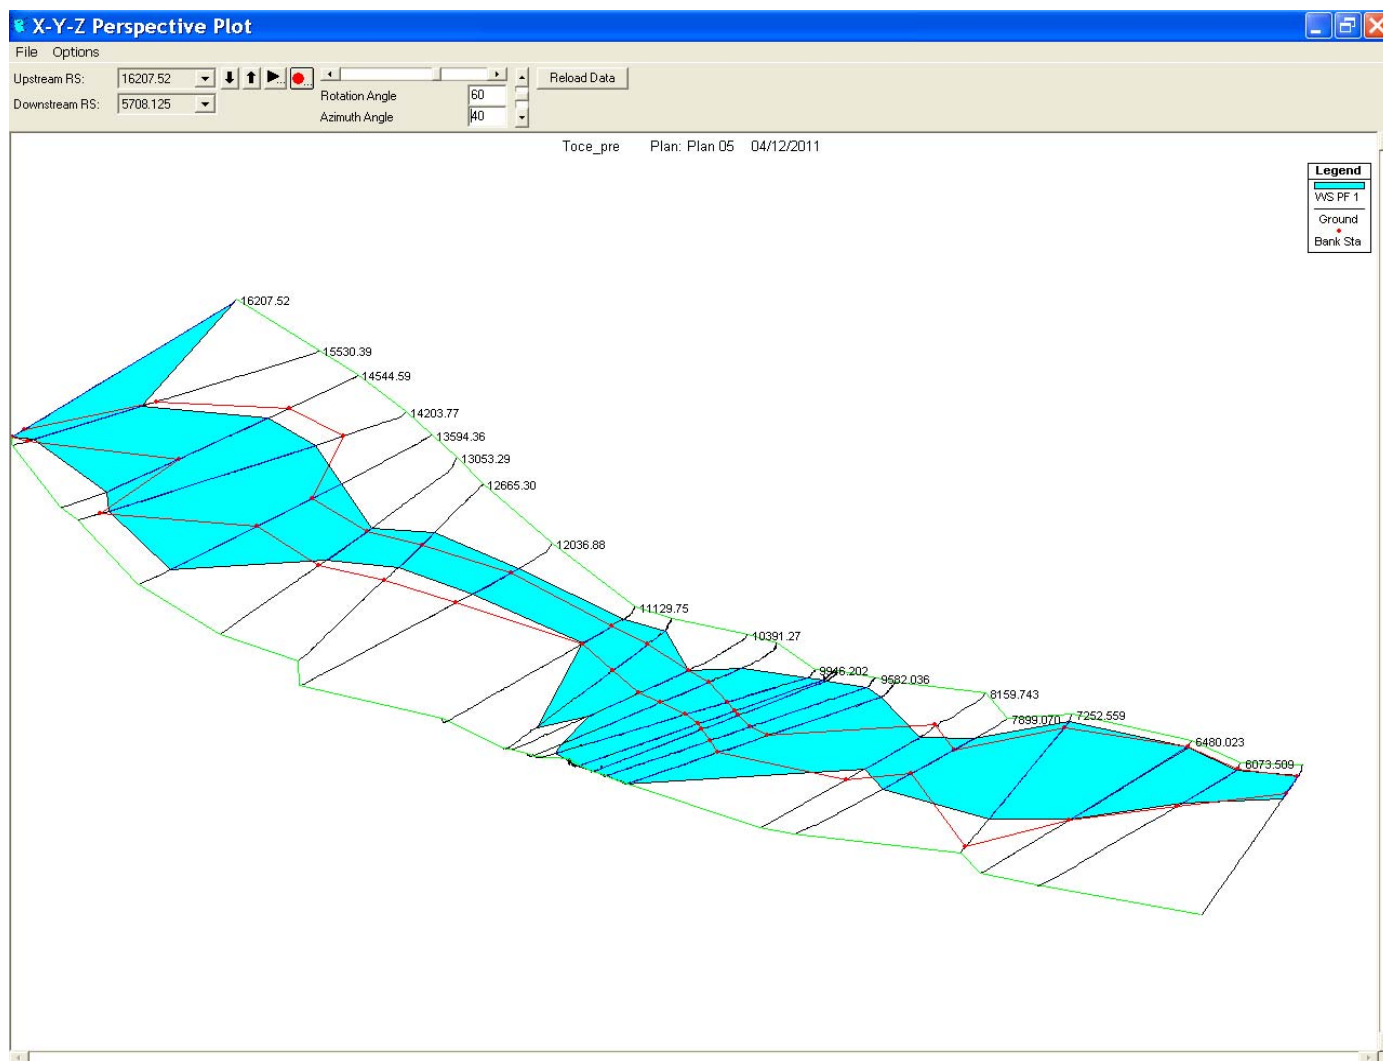 X-Y-Z Perspective Plot
File Options
Upstream RS: 16207.52
Downstream RS: 5708.125
Rotation Angle 60
Azimuth Angle 40
Reload Data
Toce_pre Plan: Plan 05 04/12/2011
Legend
WS PF 1
Ground
Bank Sta
16207.52
15530.39
14544.59
14203.77
13594.36
13053.29
12665.30
12036.88
11129.75
10391.27
9946.202
9582.036
8159.743
7899.070
7252.559
6480.023
6073.509